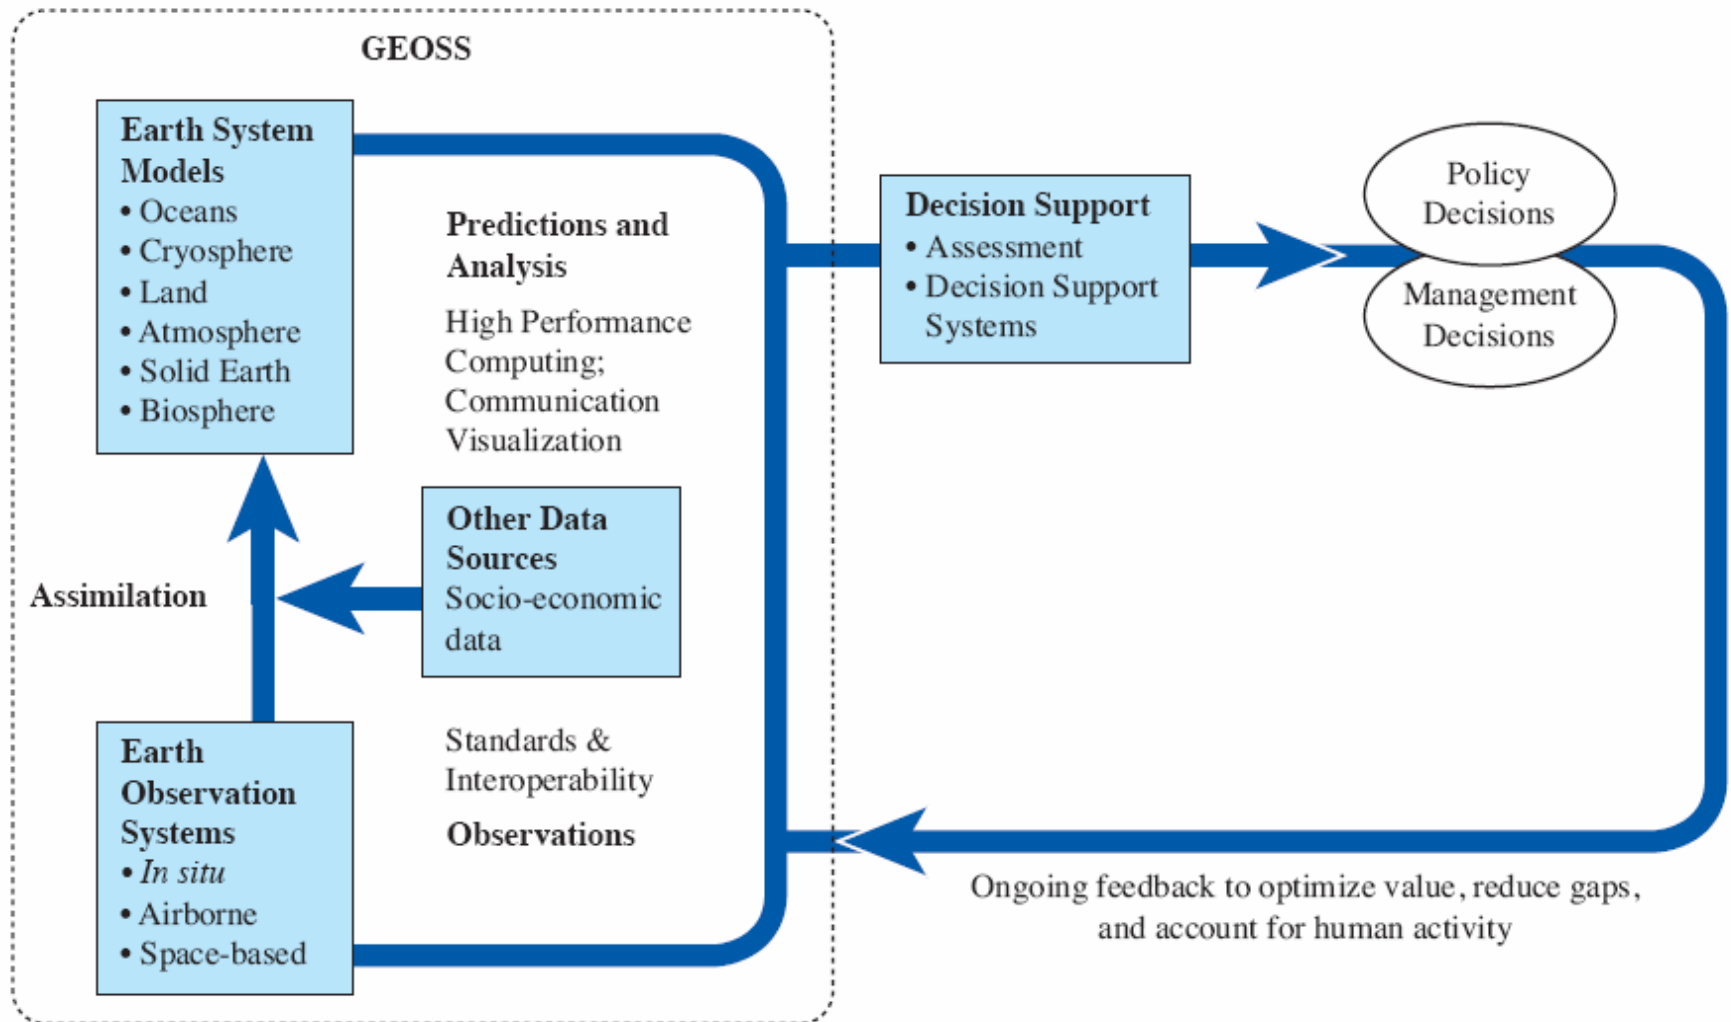 GEOSS
Earth System
Models
• Oceans
• Cryosphere
• Land
• Atmosphere
• Solid Earth
• Biosphere
Predictions and
Analysis
High Performance
Computing;
Communication
Visualization
Other Data
Sources
Socio-economic
data
Assimilation
Earth
Observation
Systems
• In situ
• Airborne
• Space-based
Standards &
Interoperability
Observations
Decision Support
• Assessment
• Decision Support
Systems
Policy
Decisions
Management
Decisions
Ongoing feedback to optimize value, reduce gaps,
and account for human activity